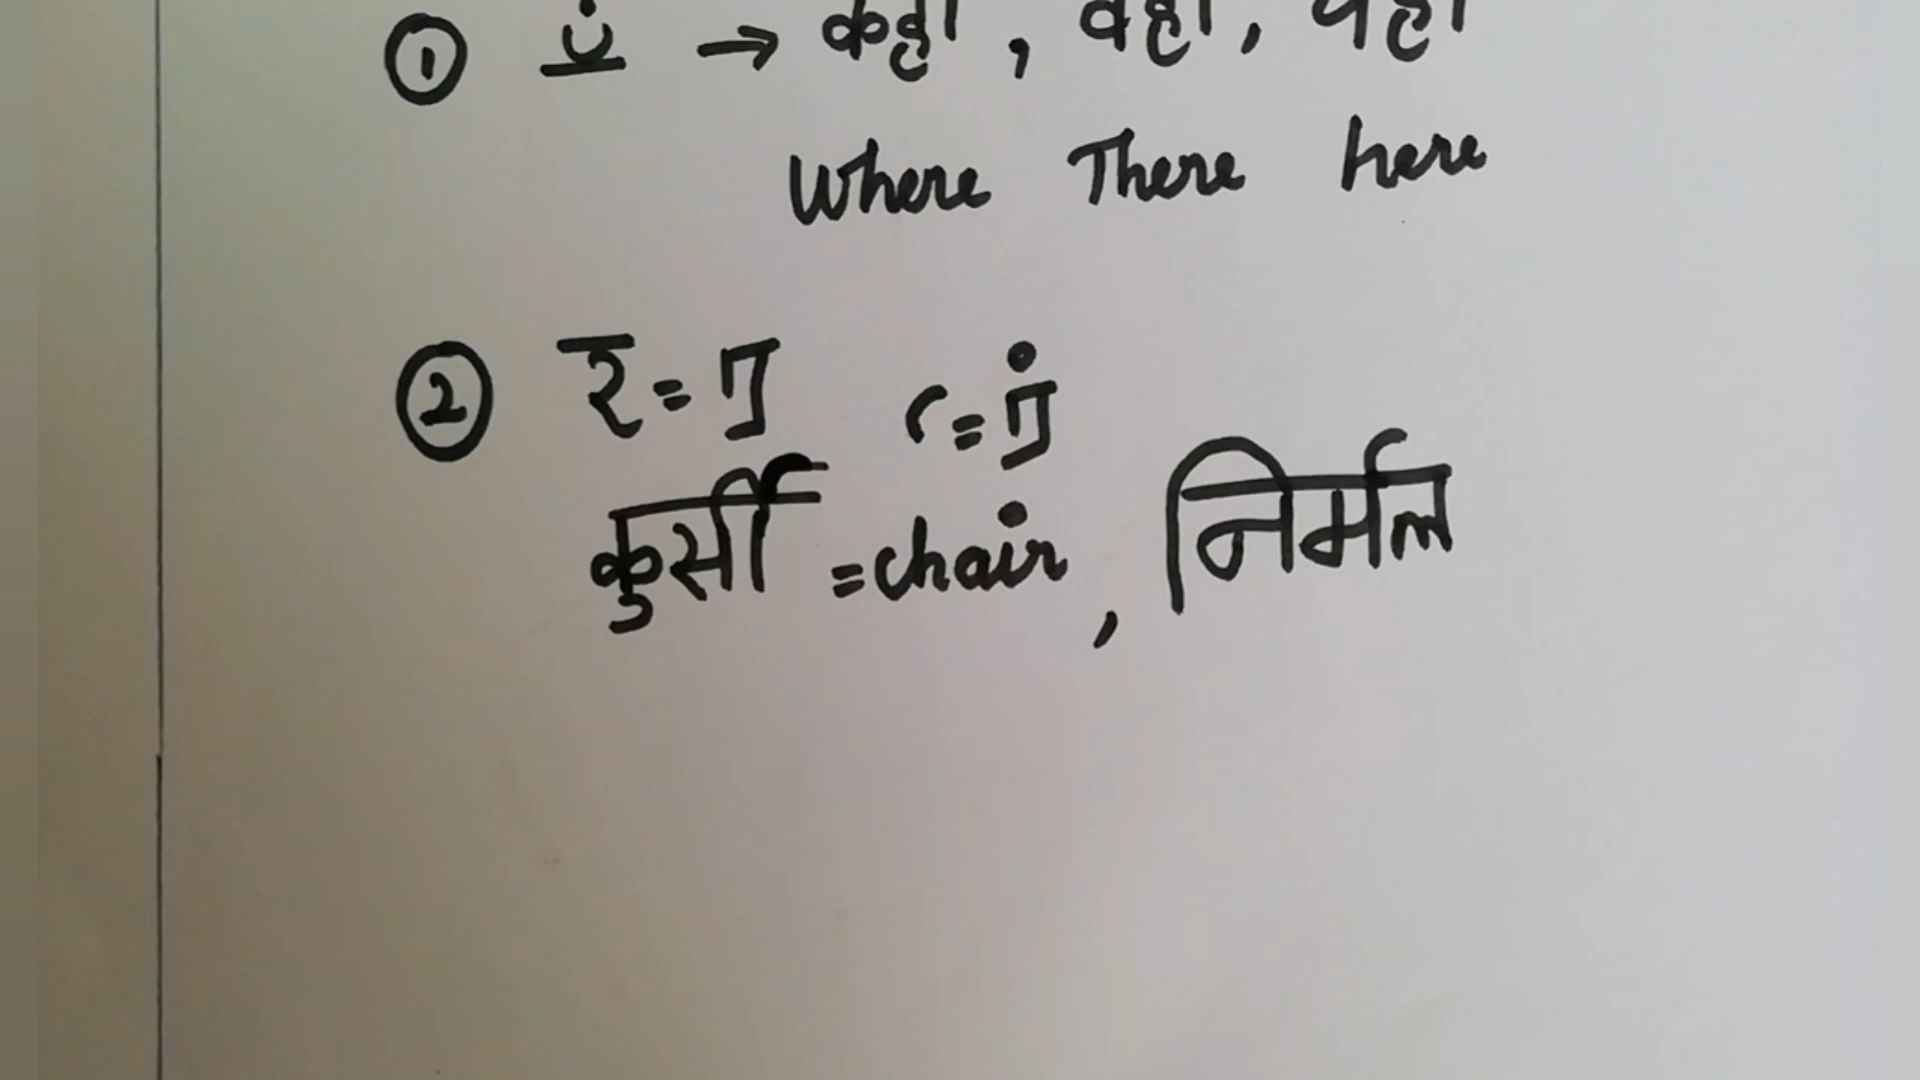 ① ँ → कहाँ , वहाँ, यहाँ
Where There here
② र = ர र् = ர்
कुर्सी = chair , निर्मल